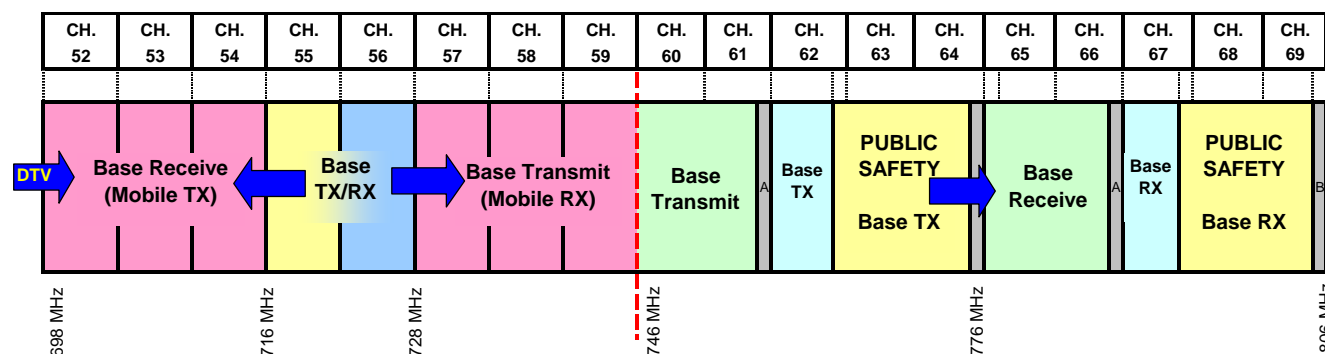 CH. 52
CH. 53
CH. 54
CH. 55
CH. 56
CH. 57
CH. 58
CH. 59
CH. 60
CH. 61
CH. 62
CH. 63
CH. 64
CH. 65
CH. 66
CH. 67
CH. 68
CH. 69
DTV
Base Receive
(Mobile TX)
Base
TX/RX
Base Transmit
(Mobile RX)
Base
Transmit
A
Base
TX
PUBLIC
SAFETY
Base TX
Base
Receive
A
Base
RX
PUBLIC
SAFETY
Base RX
B
698 MHz
716 MHz
728 MHz
746 MHz
776 MHz
806 MHz